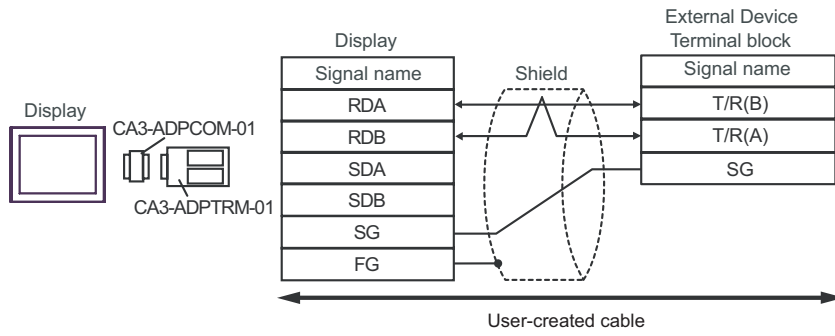 External Device
Display
Terminal block
Signal name
Shield
Signal name
Display
RDA
T/R(B)
CA3-ADPCOM-01
RDB
T/R(A)
SDA
SG
CA3-ADPTRM-01
SDB
SG
FG
User-created cable